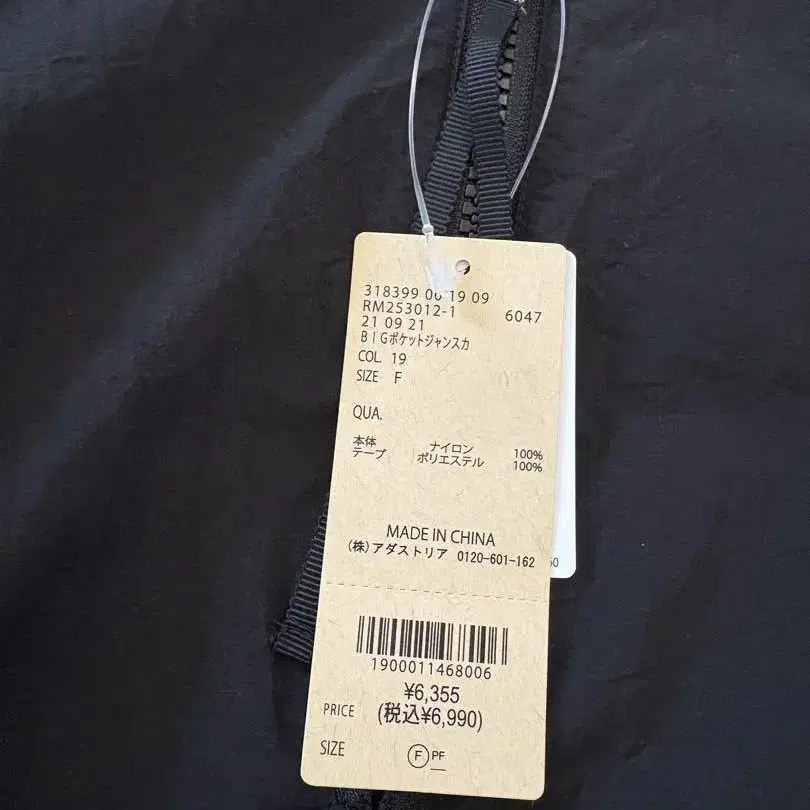 318399 06 19 09
RM253012-1 6047
21 09 21
BIGポケットジャンスカ
COL. 19
SIZE F
QUA.
本体 ナイロン 100%
テープ ポリエステル 100%
MADE IN CHINA
(株)アダストリア 0120-601-162
1900011468006
¥6,355
PRICE (税込¥6,990)
SIZE F PF